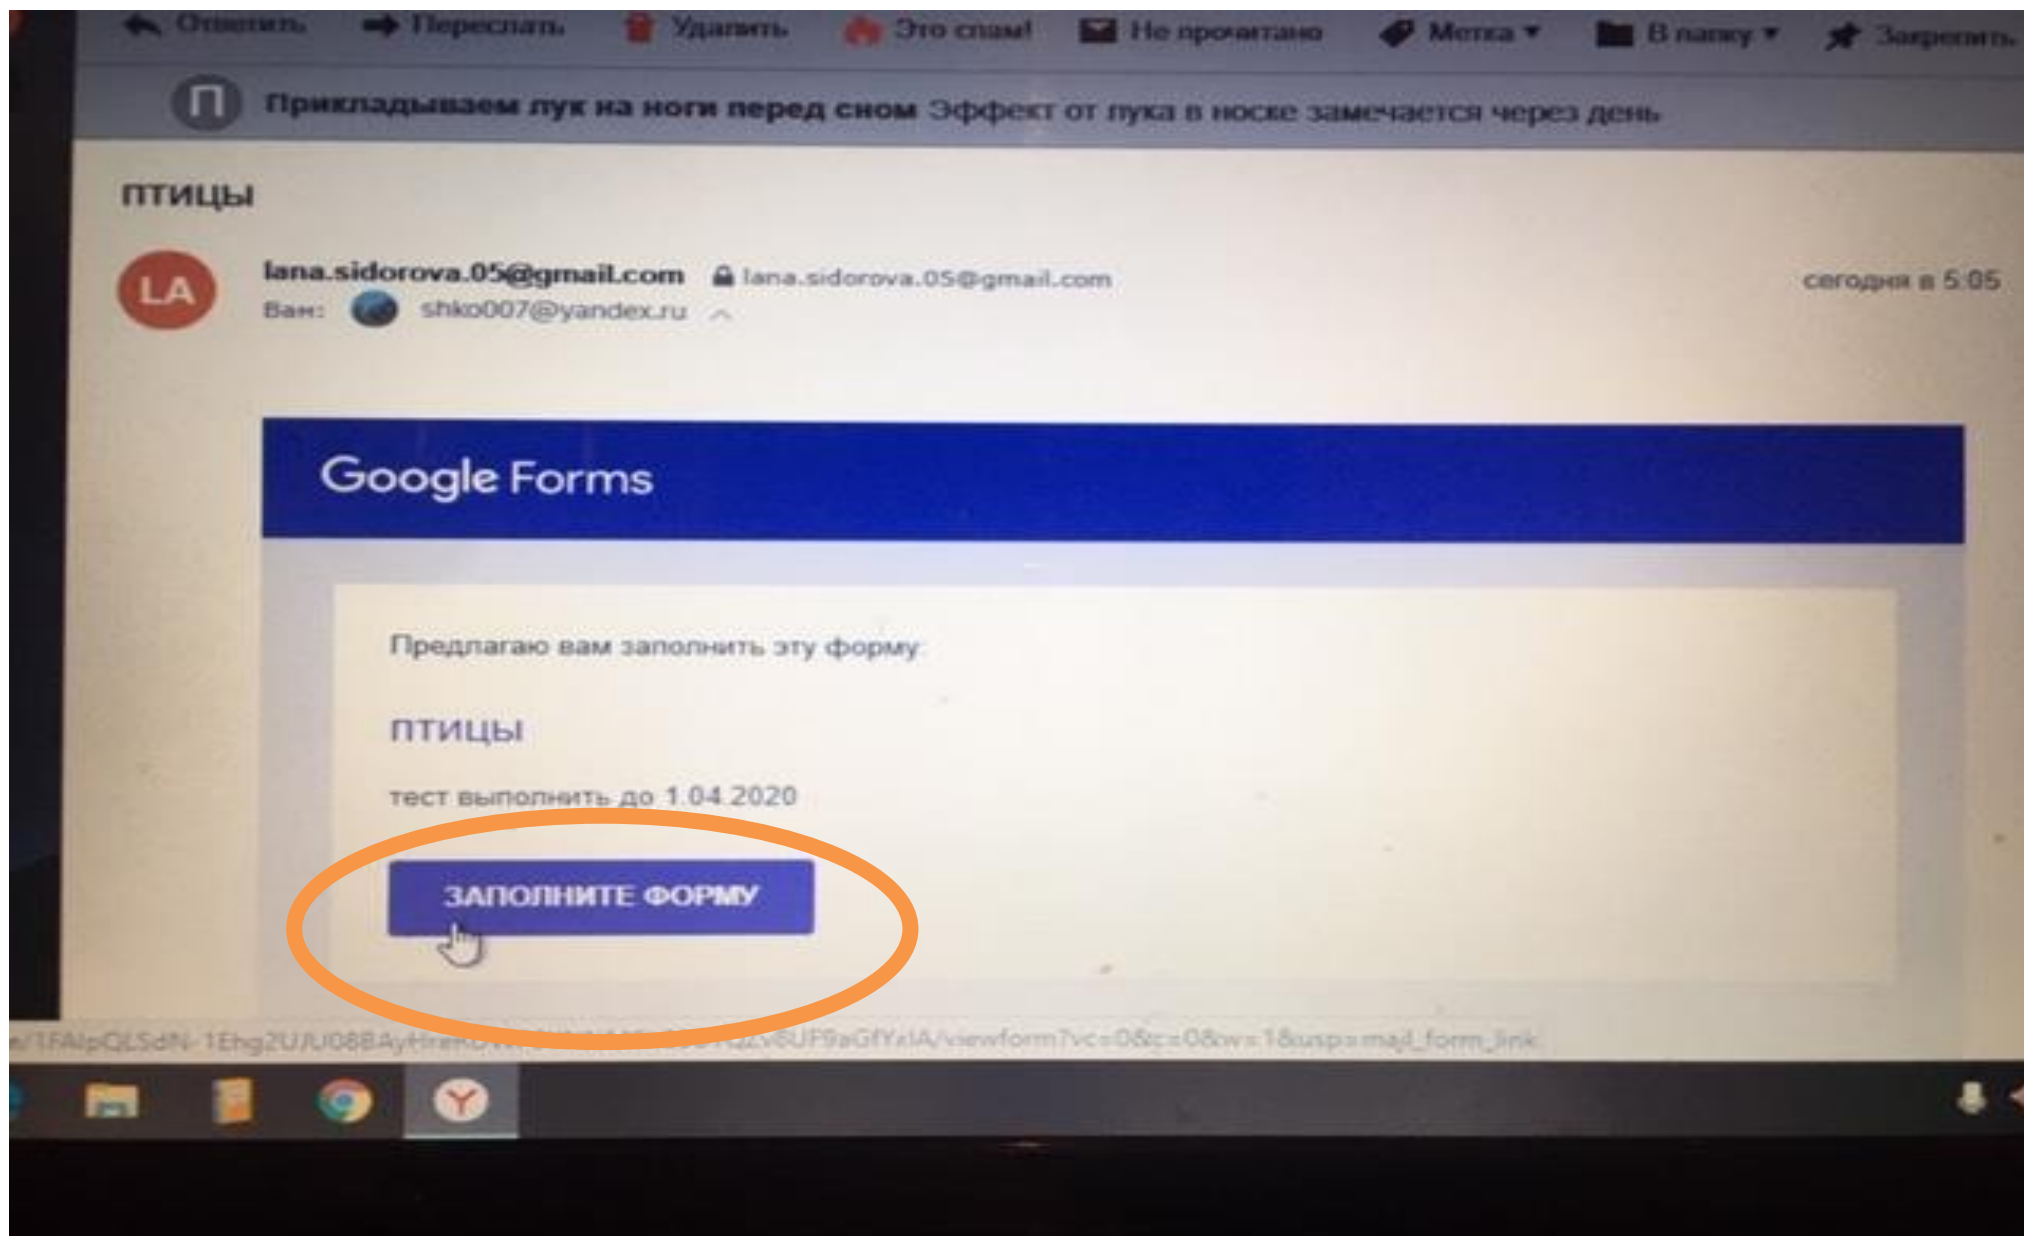 Ответить Переслать Удалить Это спам! Не прочитано Метка В папку Закрепить
П Прикладываем лук на ноги перед сном Эффект от лука в носке замечается через день
ПТИЦЫ
LA lana.sidorova.05@gmail.com lana.sidorova.05@gmail.com сегодня в 5:05
Вам: shko007@yandex.ru
Google Forms
Предлагаю вам заполнить эту форму:
ПТИЦЫ
тест выполнить до 1.04.2020
ЗАПОЛНИТЕ ФОРМУ